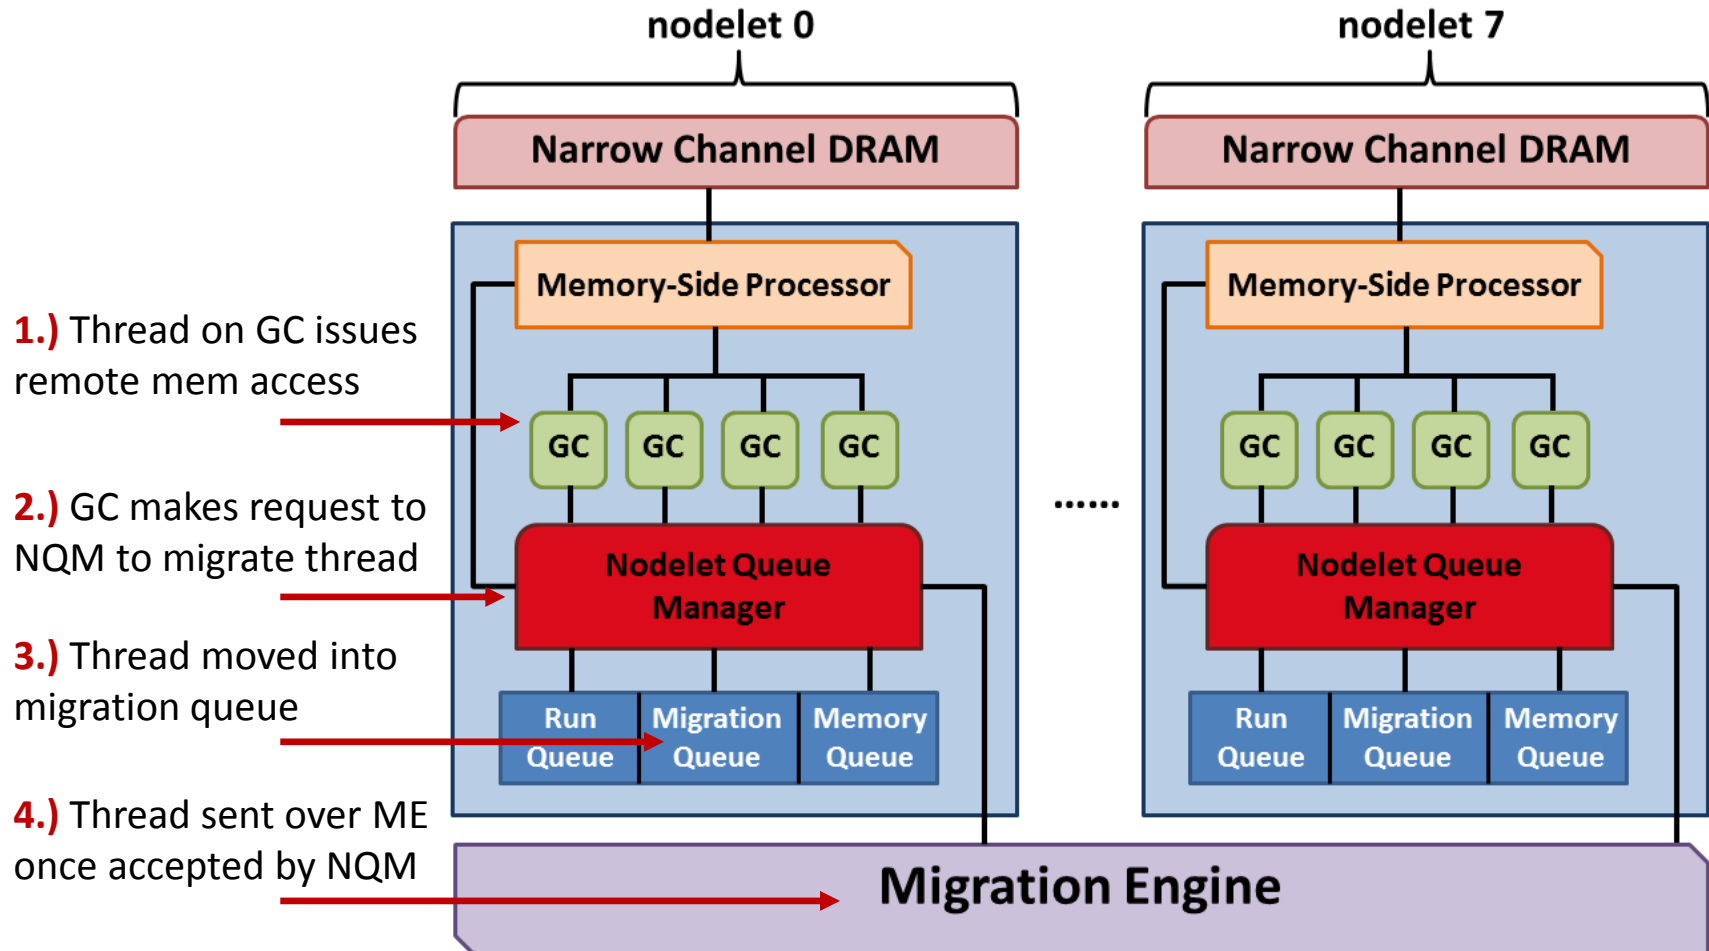 nodelet 0
nodelet 7
Narrow Channel DRAM
Narrow Channel DRAM
Memory-Side Processor
Memory-Side Processor
1.) Thread on GC issues
remote mem access
GC GC GC GC
GC GC GC GC
2.) GC makes request to
NQM to migrate thread
......
Nodelet Queue
Manager
Nodelet Queue
Manager
3.) Thread moved into
migration queue
Run
Queue
Migration
Queue
Memory
Queue
Run
Queue
Migration
Queue
Memory
Queue
4.) Thread sent over ME
once accepted by NQM
Migration Engine